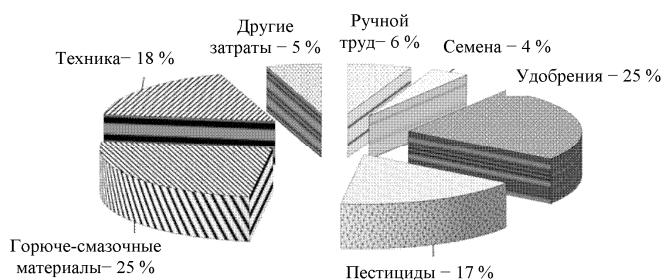 Другие
затраты − 5 %
Ручной
труд− 6 %
Семена − 4 %
Техника− 18 %
Удобрения − 25 %
Горюче-смазочные
материалы− 25 %
Пестициды − 17 %